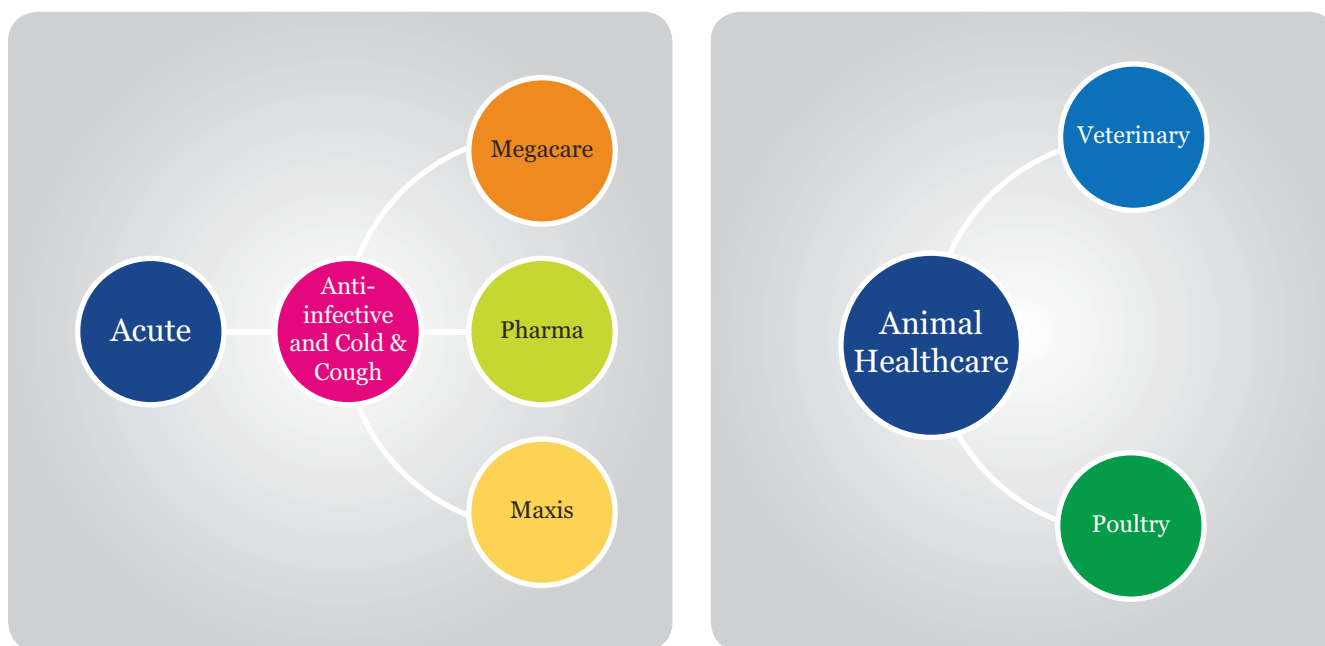 Megacare
Acute
Anti-
infective
and Cold &
Cough
Pharma
Maxis
Veterinary
Animal
Healthcare
Poultry